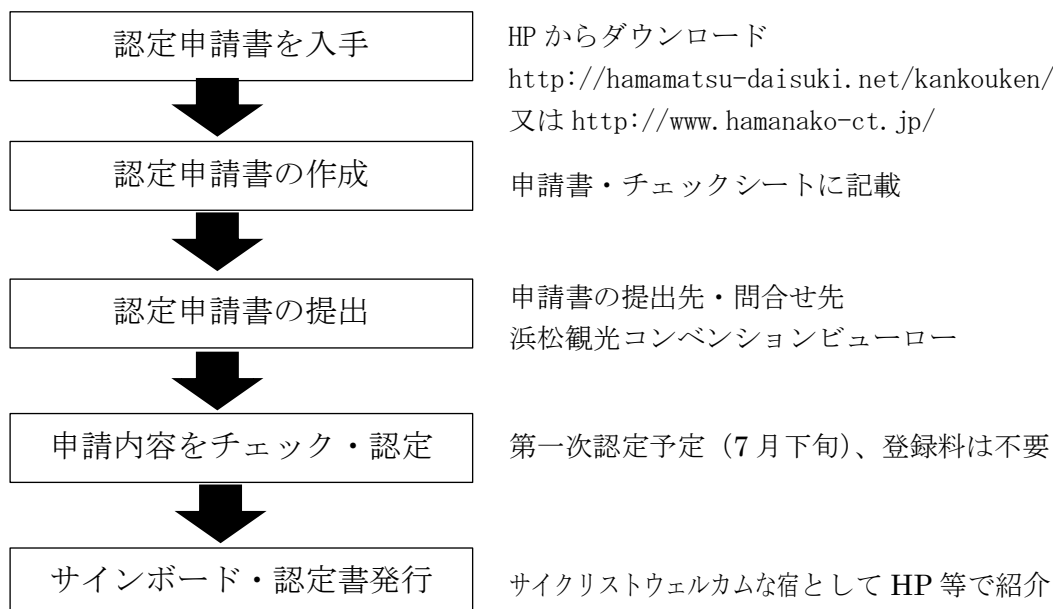 認定申請書を入手
HPからダウンロード
http://hamamatsu-daisuki.net/kankouken/
又は http://www.hamanako-ct.jp/
認定申請書の作成
申請書・チェックシートに記載
認定申請書の提出
申請書の提出先・問合せ先
浜松観光コンベンションビューロー
申請内容をチェック・認定
第一次認定予定(7月下旬)、登録料は不要
サインボード・認定書発行
サイクリストウェルカムな宿として HP 等で紹介